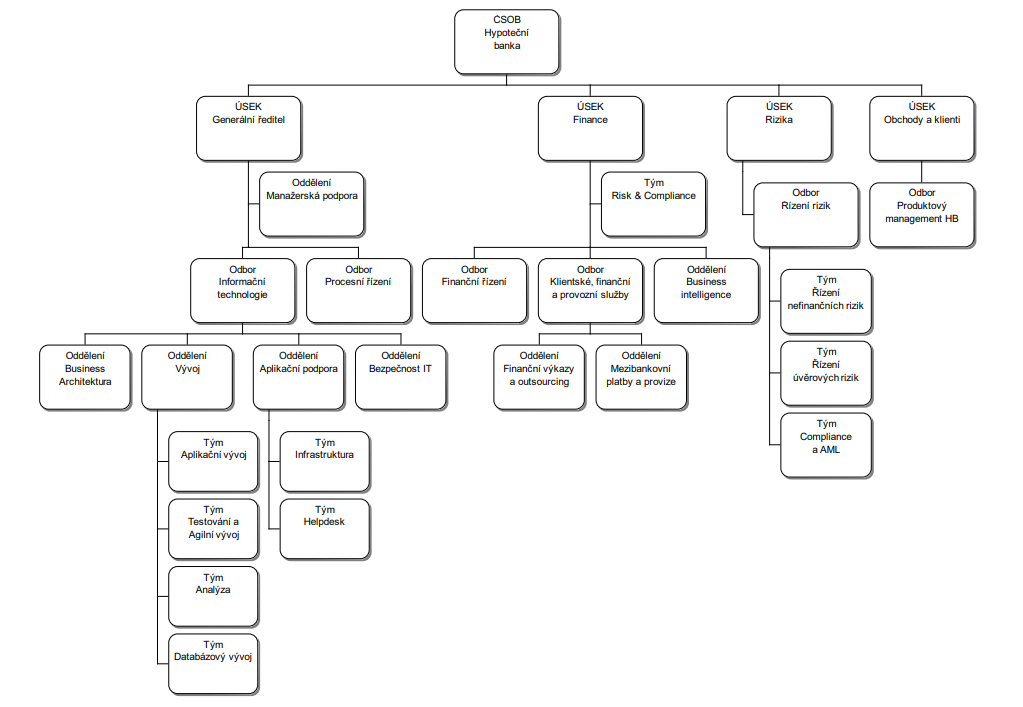 ČSOB
Hypoteční
banka
ÚSEK
Generální ředitel
ÚSEK
Finance
ÚSEK
Rizika
ÚSEK
Obchody a klienti
Oddělení
Manažerská podpora
Tým
Risk & Compliance
Odbor
Řízení rizik
Odbor
Produktový
management HB
Odbor
Informační
technologie
Odbor
Procesní řízení
Odbor
Finanční řízení
Odbor
Klientské, finanční
a provozní služby
Oddělení
Business
intelligence
Tým
Řízení
nefinančních rizik
Tým
Řízení
úvěrových rizik
Tým
Compliance
a AML
Oddělení
Business
Architektura
Oddělení
Vývoj
Oddělení
Aplikační podpora
Oddělení
Bezpečnost IT
Oddělení
Finanční výkazy
a outsourcing
Oddělení
Mezibankovní
platby a provize
Tým
Aplikační vývoj
Tým
Testování a
Agilní vývoj
Tým
Analýza
Tým
Databázový vývoj
Tým
Infrastruktura
Tým
Helpdesk